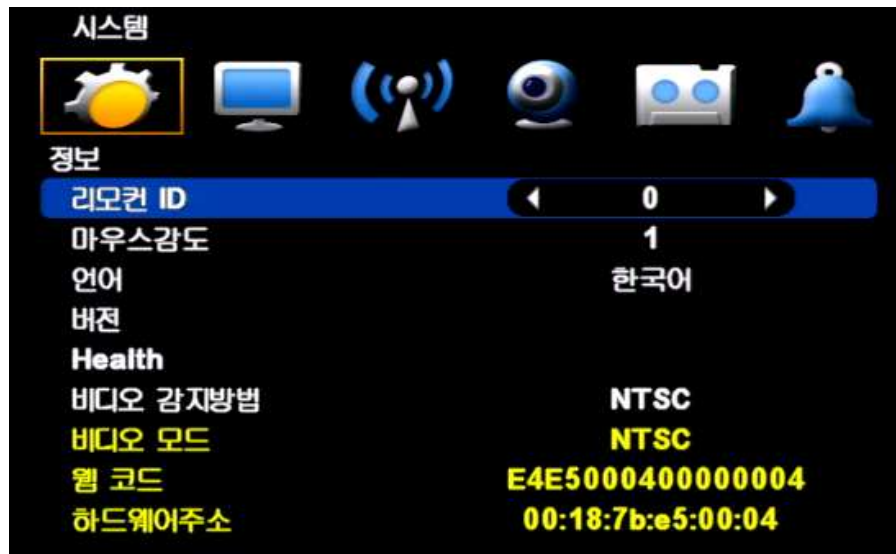 시스템
정보
리모컨 ID 0
마우스감도 1
언어 한국어
버젼
Health
비디오 감지방법 NTSC
비디오 모드 NTSC
웹 코드 E4E5000400000004
하드웨어주소 00:18:7b:e5:00:04